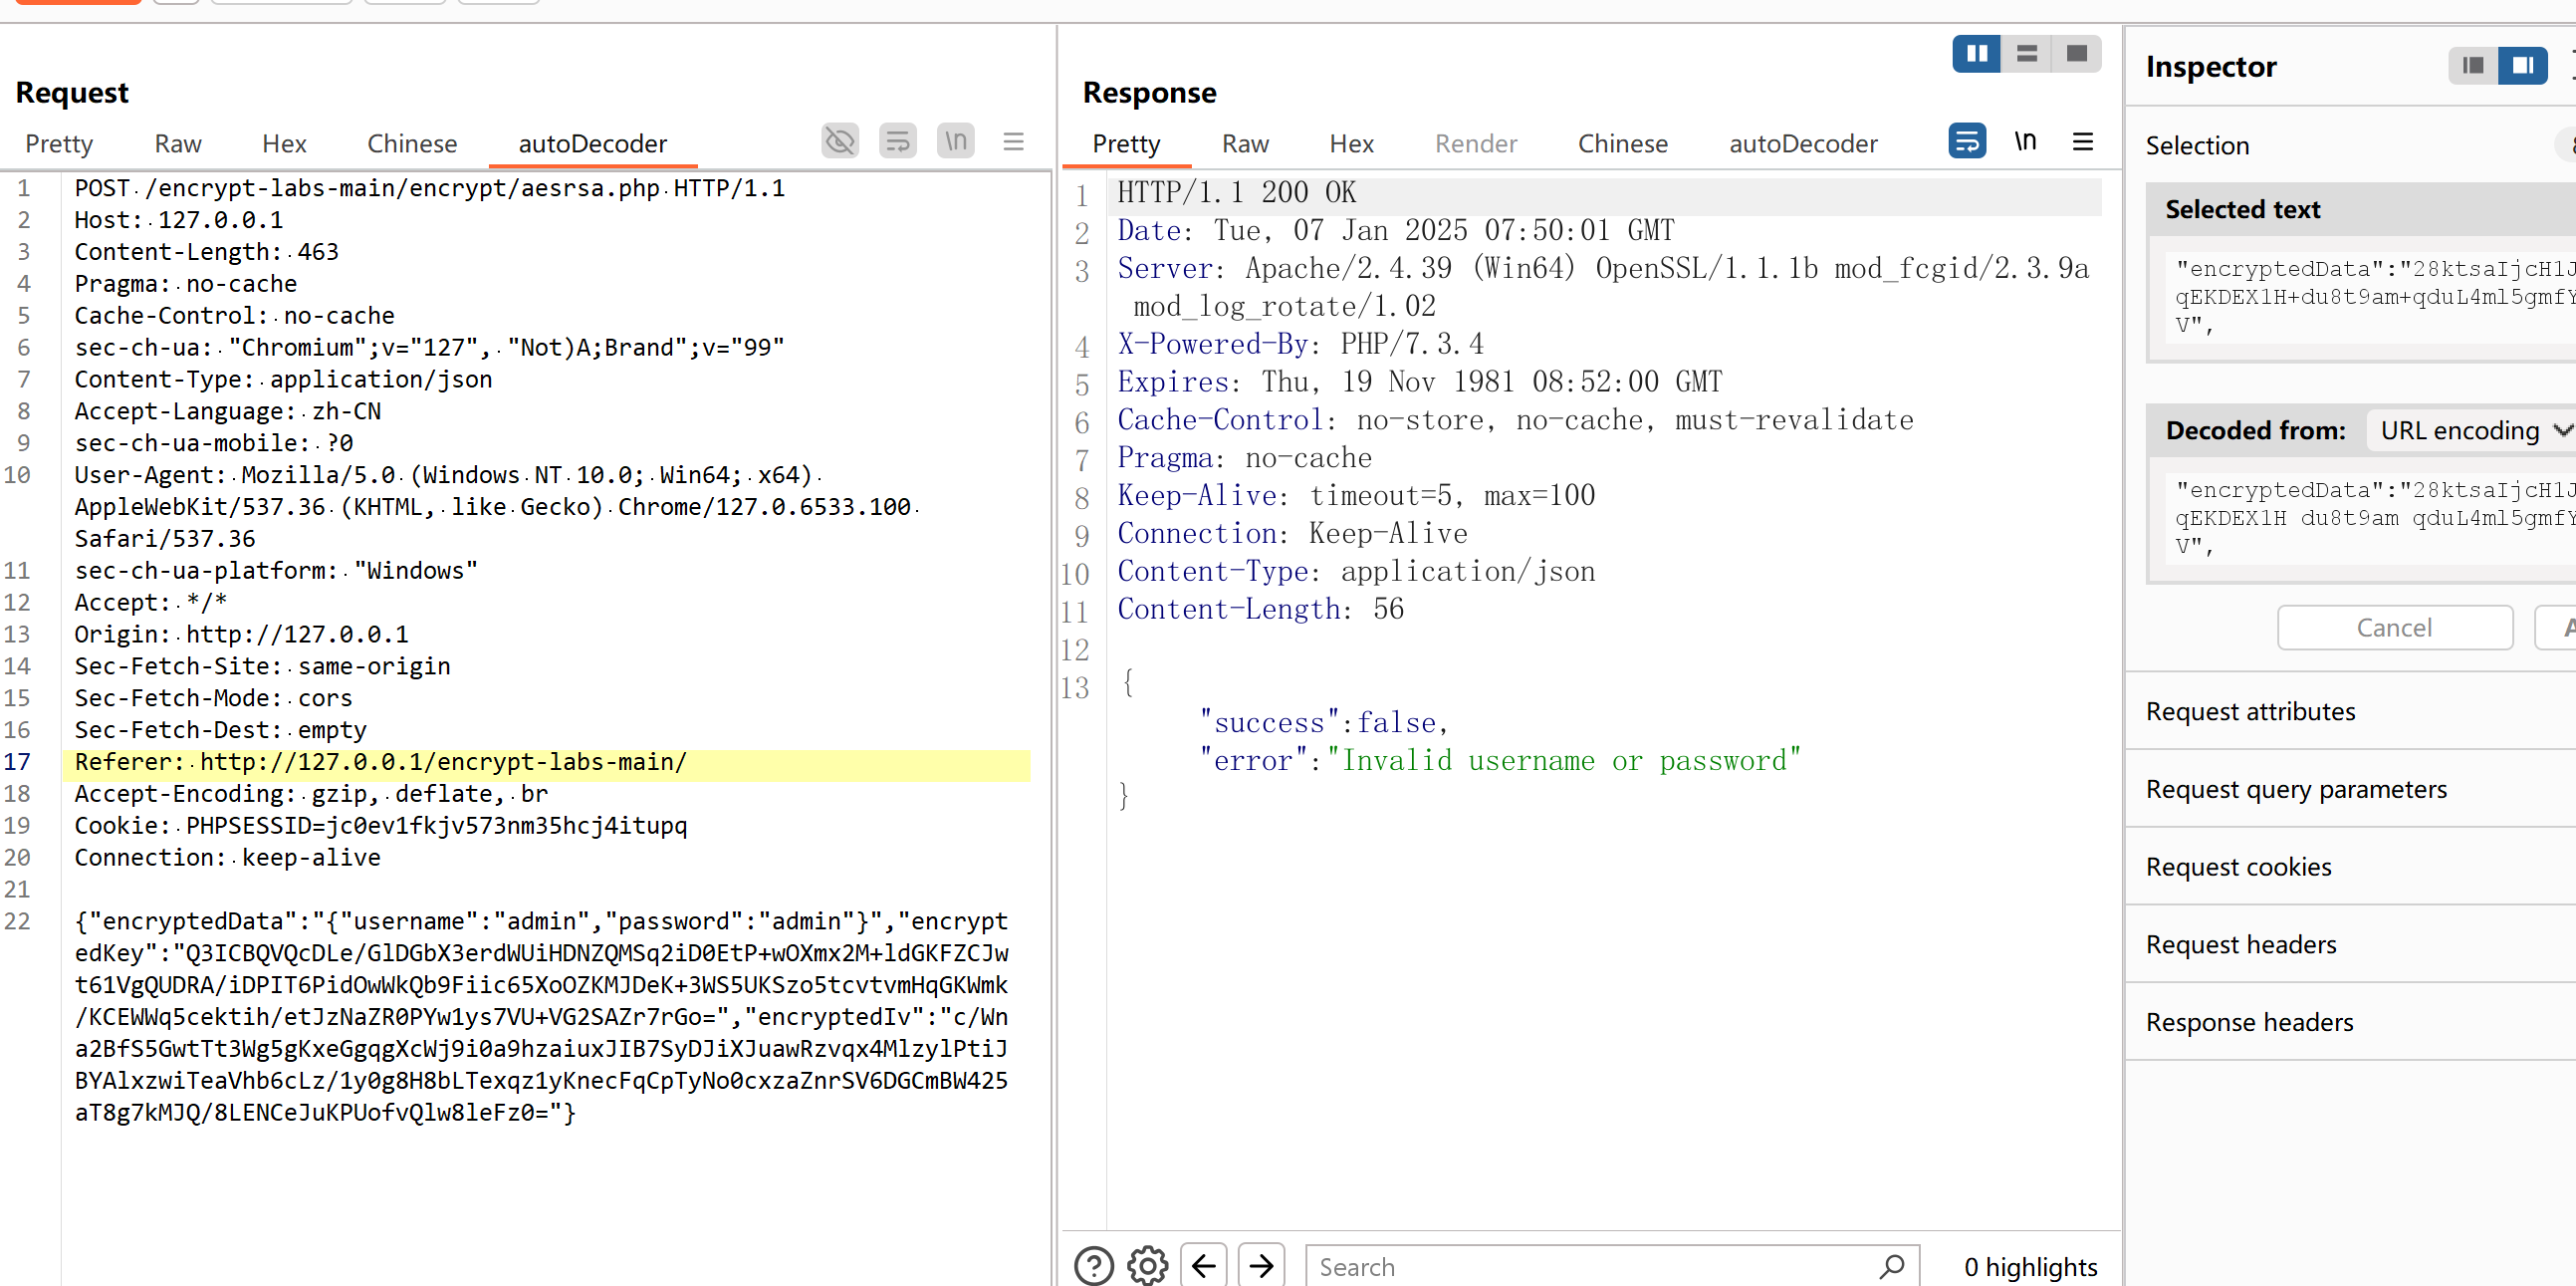 Request
Pretty Raw Hex Chinese autoDecoder \n
1 POST /encrypt-labs-main/encrypt/aesrsa.php HTTP/1.1
2 Host: 127.0.0.1
3 Content-Length: 463
4 Pragma: no-cache
5 Cache-Control: no-cache
6 sec-ch-ua: "Chromium";v="127", "Not)A;Brand";v="99"
7 Content-Type: application/json
8 Accept-Language: zh-CN
9 sec-ch-ua-mobile: ?0
10 User-Agent: Mozilla/5.0 (Windows NT 10.0; Win64; x64)
AppleWebKit/537.36 (KHTML, like Gecko) Chrome/127.0.6533.100
Safari/537.36
11 sec-ch-ua-platform: "Windows"
12 Accept: */*
13 Origin: http://127.0.0.1
14 Sec-Fetch-Site: same-origin
15 Sec-Fetch-Mode: cors
16 Sec-Fetch-Dest: empty
17 Referer: http://127.0.0.1/encrypt-labs-main/
18 Accept-Encoding: gzip, deflate, br
19 Cookie: PHPSESSID=jc0ev1fkjv573nm35hcj4itupq
20 Connection: keep-alive
21
22 {"encryptedData":"{"username":"admin","password":"admin"}","encrypt
edKey":"Q3ICBQVQcDLe/GlDGbX3erdWUiHDNZQMSq2iD0EtP+wOXmx2M+ldGKFZCJw
t61VgQUDRA/iDPIT6PidOwWkQb9Fiic65XoOZKMJDeK+3WS5UKSzo5tcvtvmHqGKWmk
/KCEWWq5cektih/etJzNaZR0PYw1ys7VU+VG2SAZr7rGo=","encryptedIv":"c/Wn
a2BfS5GwtTt3Wg5gKxeGgqgXcWj9i0a9hzaiuxJIB7SyDJiXJuawRzvqx4MlzylPtiJ
BYAlxzwiTeaVhb6cLz/1y0g8H8bLTexqz1yKnecFqCpTyNo0cxzaZnrSV6DGCmBW425
aT8g7kMJQ/8LENCeJuKPUofvQlw8leFz0="}
Response
Pretty Raw Hex Render Chinese autoDecoder \n
1 HTTP/1.1 200 OK
2 Date: Tue, 07 Jan 2025 07:50:01 GMT
3 Server: Apache/2.4.39 (Win64) OpenSSL/1.1.1b mod_fcgid/2.3.9a
mod_log_rotate/1.02
4 X-Powered-By: PHP/7.3.4
5 Expires: Thu, 19 Nov 1981 08:52:00 GMT
6 Cache-Control: no-store, no-cache, must-revalidate
7 Pragma: no-cache
8 Keep-Alive: timeout=5, max=100
9 Connection: Keep-Alive
10 Content-Type: application/json
11 Content-Length: 56
12
13 {
"success":false,
"error":"Invalid username or password"
}
Search
0 highlights
Inspector
Selection
Selected text
"encryptedData":"28ktsaIjcH1J
qEKDEX1H+du8t9am+qduL4ml5gmfY
V",
Decoded from: URL encoding
"encryptedData":"28ktsaIjcH1J
qEKDEX1H du8t9am qduL4ml5gmfY
V",
Cancel
Request attributes
Request query parameters
Request cookies
Request headers
Response headers